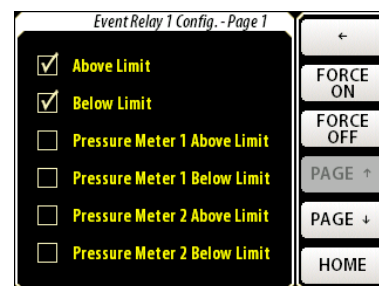 Event Relay 1 Config. - Page 1
Above Limit
Below Limit
Pressure Meter 1 Above Limit
Pressure Meter 1 Below Limit
Pressure Meter 2 Above Limit
Pressure Meter 2 Below Limit
←
FORCE
ON
FORCE
OFF
PAGE ↑
PAGE ↓
HOME